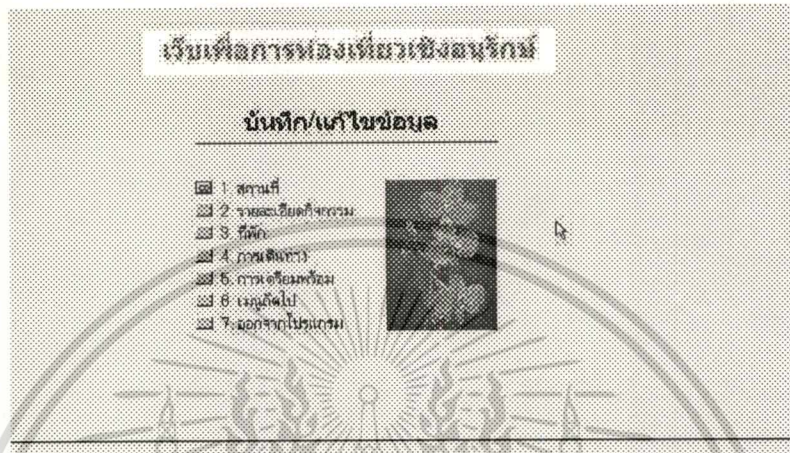 เว็บเพื่อการท่องเที่ยวเชิงอนุรักษ์
บันทึก/แก้ไขข้อมูล
1. สถานที่
2. รายละเอียดกิจกรรม
3. ที่พัก
4. การเดินทาง
5. การเตรียมพร้อม
6. เมนูถัดไป
7. ออกจากโปรแกรม